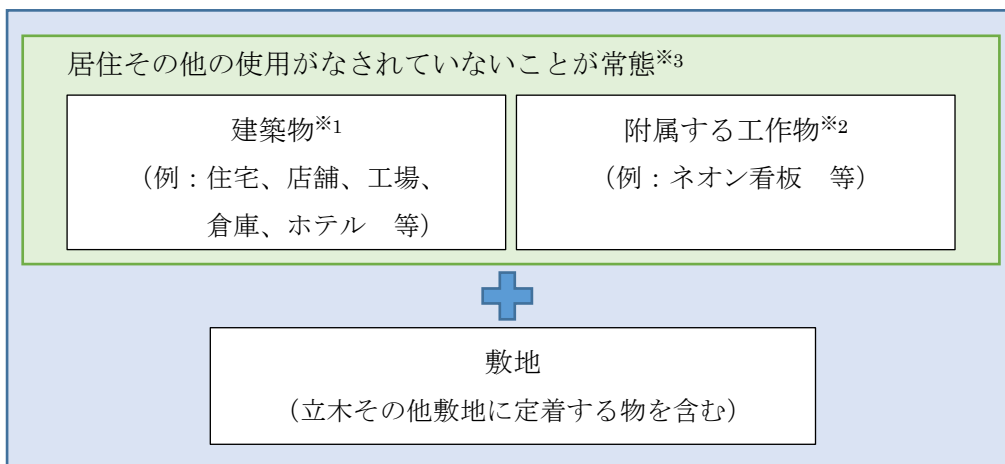 居住その他の使用がなされていないことが常態※3
建築物※1
（例：住宅、店舗、工場、
倉庫、ホテル　等）
附属する工作物※2
（例：ネオン看板　等）
敷地
（立木その他敷地に定着する物を含む）